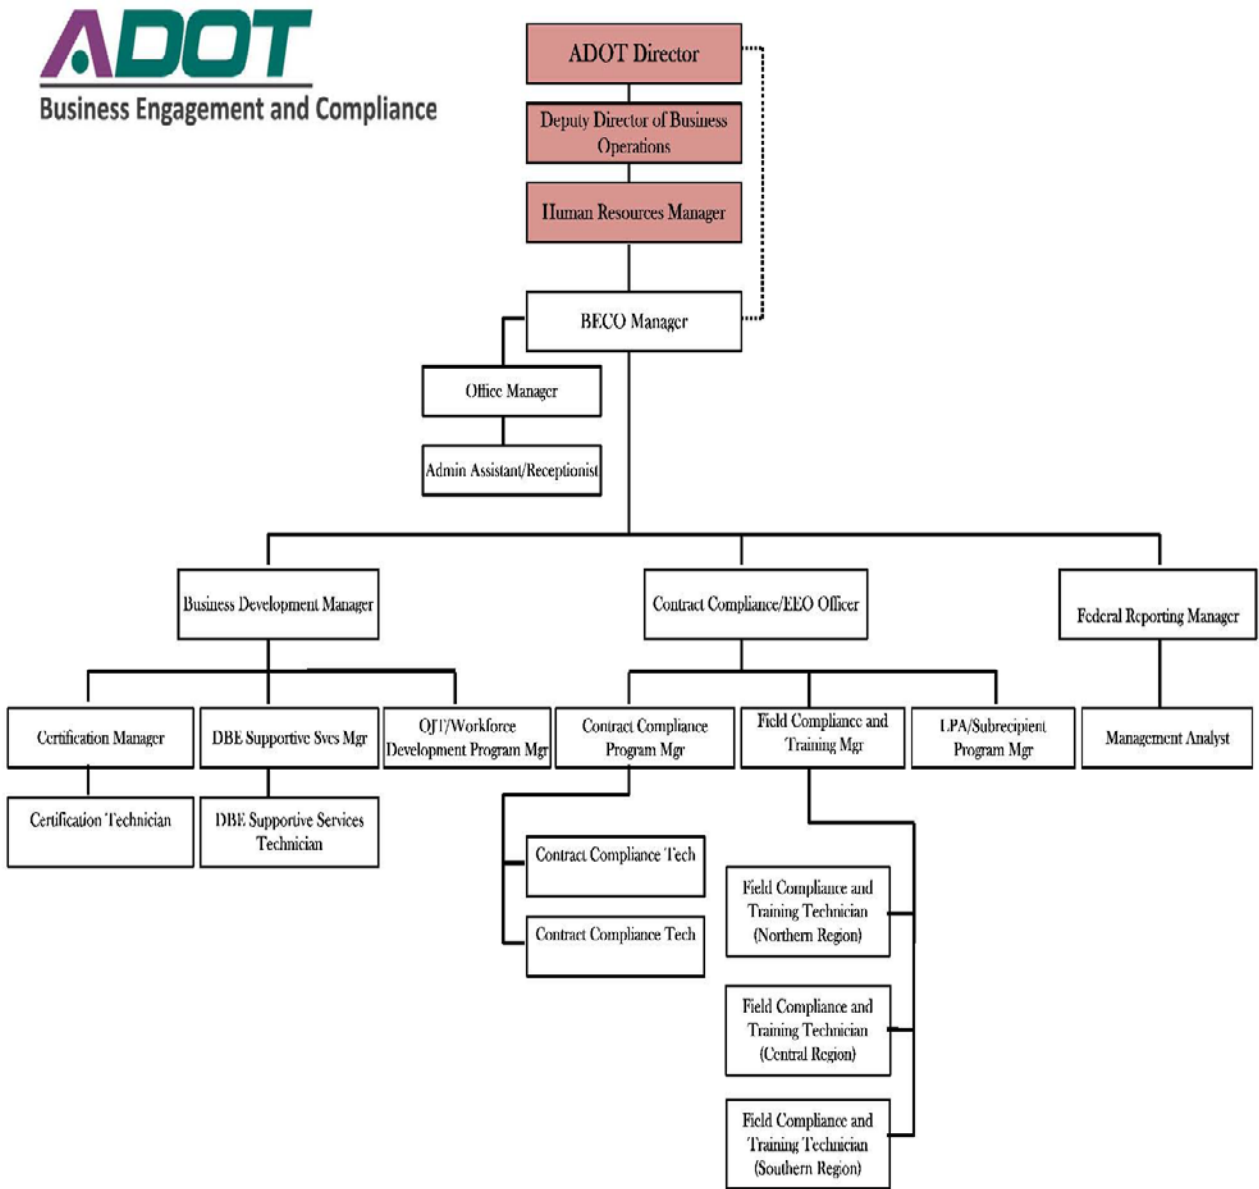 ADOT
Business Engagement and Compliance
ADOT Director
Deputy Director of Business
Operations
Human Resources Manager
BECO Manager
Office Manager
Admin Assistant/Receptionist
Business Development Manager
Contract Compliance/EEO Officer
Federal Reporting Manager
Certification Manager
DBE Supportive Svcs Mgr
OJT/Workforce
Development Program Mgr
Contract Compliance
Program Mgr
Field Compliance and
Training Mgr
LPA/Subrecipient
Program Mgr
Management Analyst
Certification Technician
DBE Supportive Services
Technician
Contract Compliance Tech
Contract Compliance Tech
Field Compliance and
Training Technician
(Northern Region)
Field Compliance and
Training Technician
(Central Region)
Field Compliance and
Training Technician
(Southern Region)